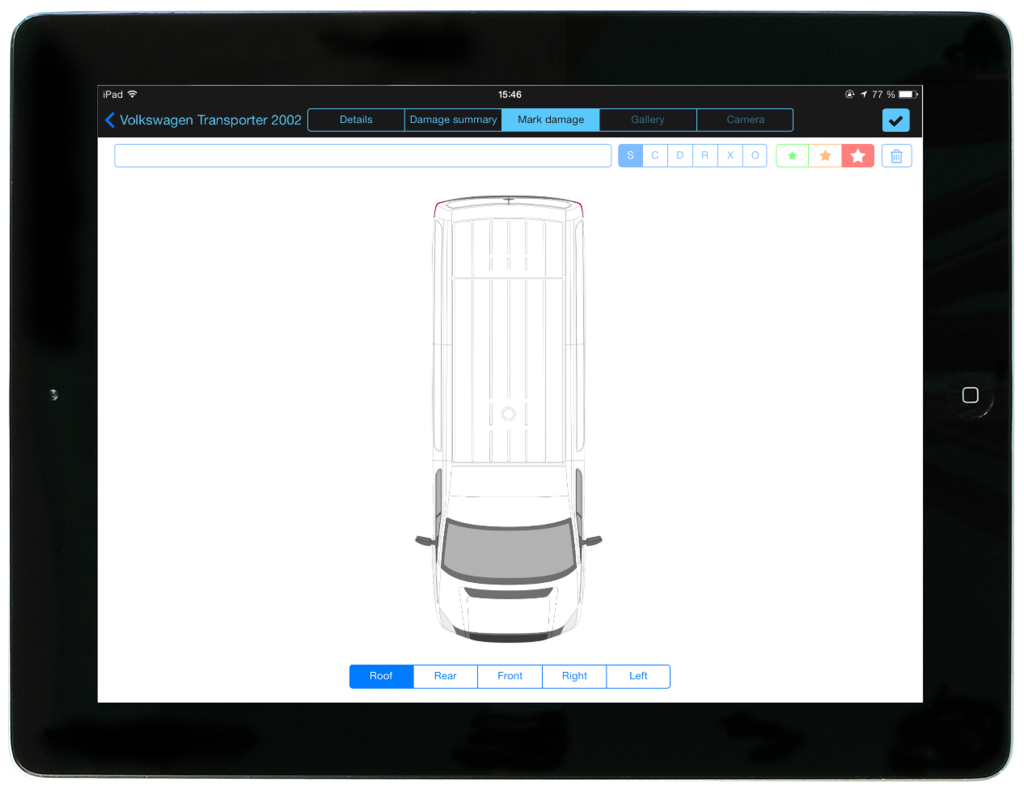 iPad 15:46 77 %
Volkswagen Transporter 2002 Details Damage summary Mark damage Gallery Camera
S C D R X O
Roof Rear Front Right Left